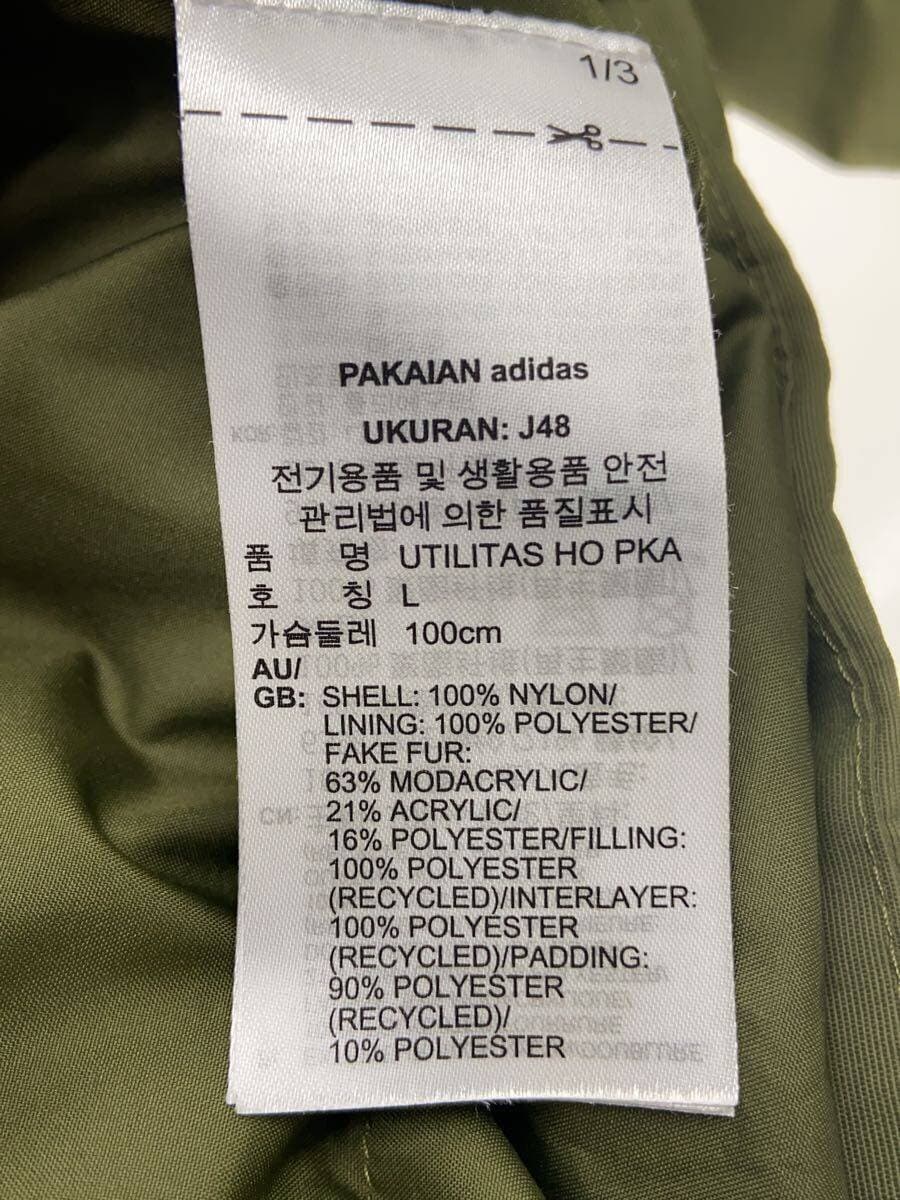 1/3
PAKAIAN adidas
UKURAN: J48
전기용품 및 생활용품 안전
관리법에 의한 품질표시
품 명 UTILITAS HO PKA
호 칭 L
가슴둘레 100cm
AU/
GB: SHELL: 100% NYLON/
LINING: 100% POLYESTER/
FAKE FUR:
63% MODACRYLIC/
21% ACRYLIC/
16% POLYESTER/FILLING:
100% POLYESTER
(RECYCLED)/INTERLAYER:
100% POLYESTER
(RECYCLED)/PADDING:
90% POLYESTER
(RECYCLED)/
10% POLYESTER